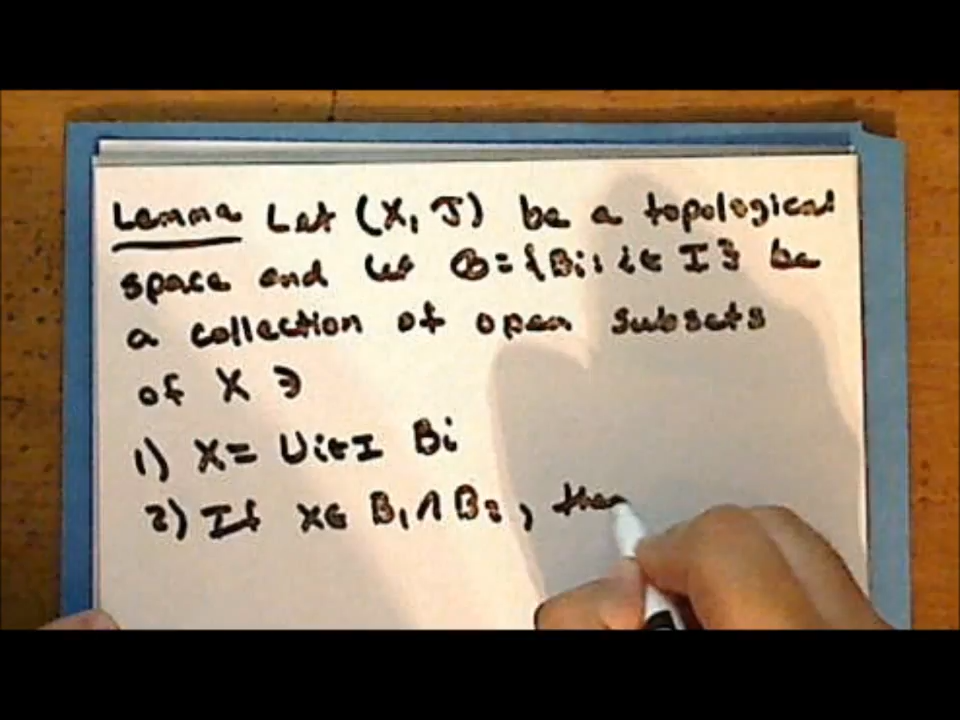 Lemma Let (X, J) be a topological
space and let B = {Bi : i ∈ I} be
a collection of open subsets
of X ∋
1) X = ∪i∈I Bi
2) If x ∈ B1 ∩ B2, then